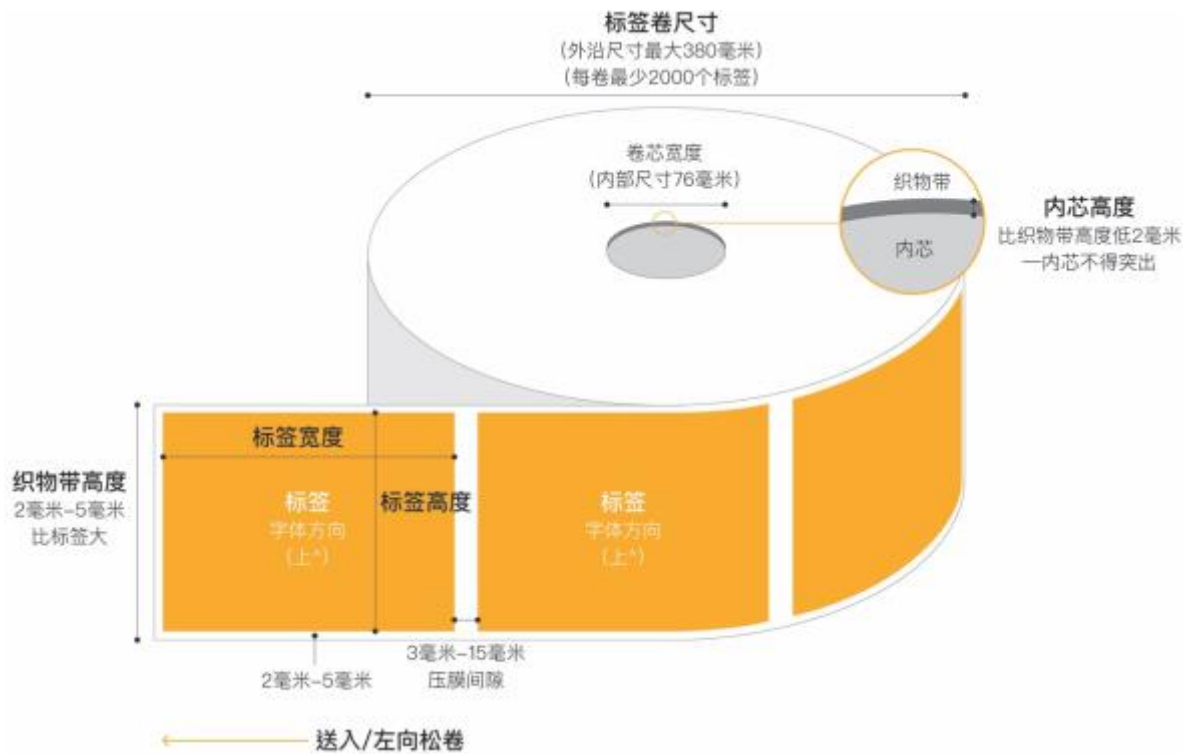 标签卷尺寸
(外沿尺寸最大380毫米)
(每卷最少2000个标签)
卷芯宽度
(内部尺寸76毫米)
织物带
内芯
内芯高度
比织物带高度低2毫米
一内芯不得突出
标签宽度
织物带高度
2毫米-5毫米
比标签大
标签
字体方向
(上^)
标签高度
标签
字体方向
(上^)
2毫米-5毫米
3毫米-15毫米
压膜间隙
送入/左向松卷